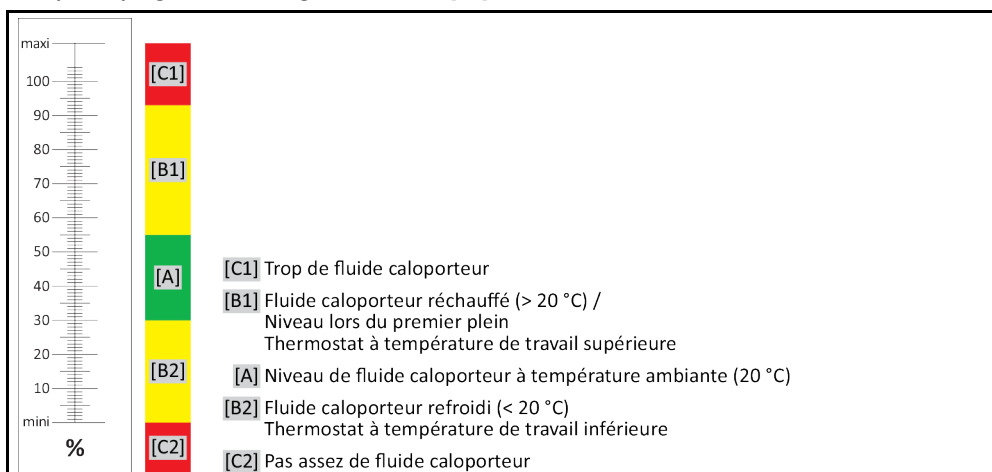 maxi
100
90
80
70
60
50
40
30
20
10
mini
%
[C1]
[B1]
[A]
[B2]
[C2]
[C1] Trop de fluide caloporteur
[B1] Fluide caloporteur réchauffé (> 20 °C) /
Niveau lors du premier plein
Thermostat à température de travail supérieure
[A] Niveau de fluide caloporteur à température ambiante (20 °C)
[B2] Fluide caloporteur refroidi (< 20 °C)
Thermostat à température de travail inférieure
[C2] Pas assez de fluide caloporteur